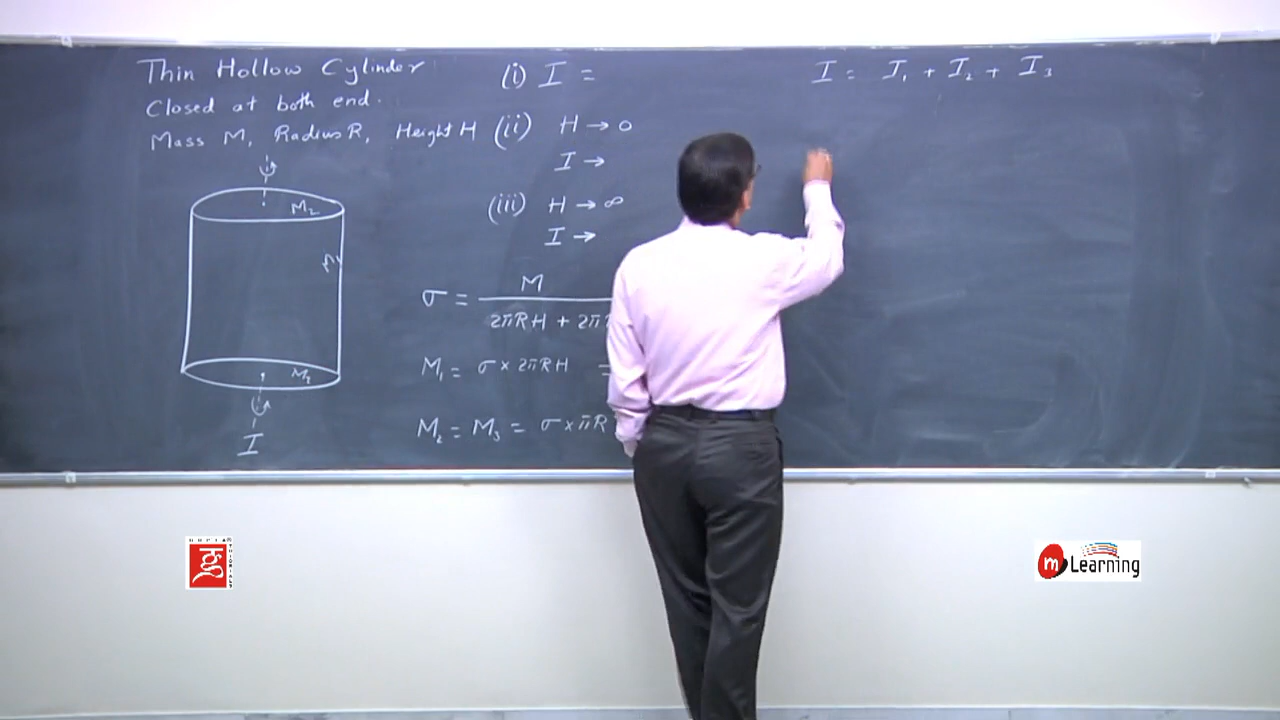 Thin Hollow Cylinder
Closed at both end.
Mass M, Radius R, Height H
(i) I =
(ii) H → 0
I →
(iii) H → ∞
I →
M₂
M₃
I
σ = M / 2πRH + 2π
M₁ = σ × 2πRH =
M₂ = M₃ = σ × πR
I = I₁ + I₂ + I₃
m Learning